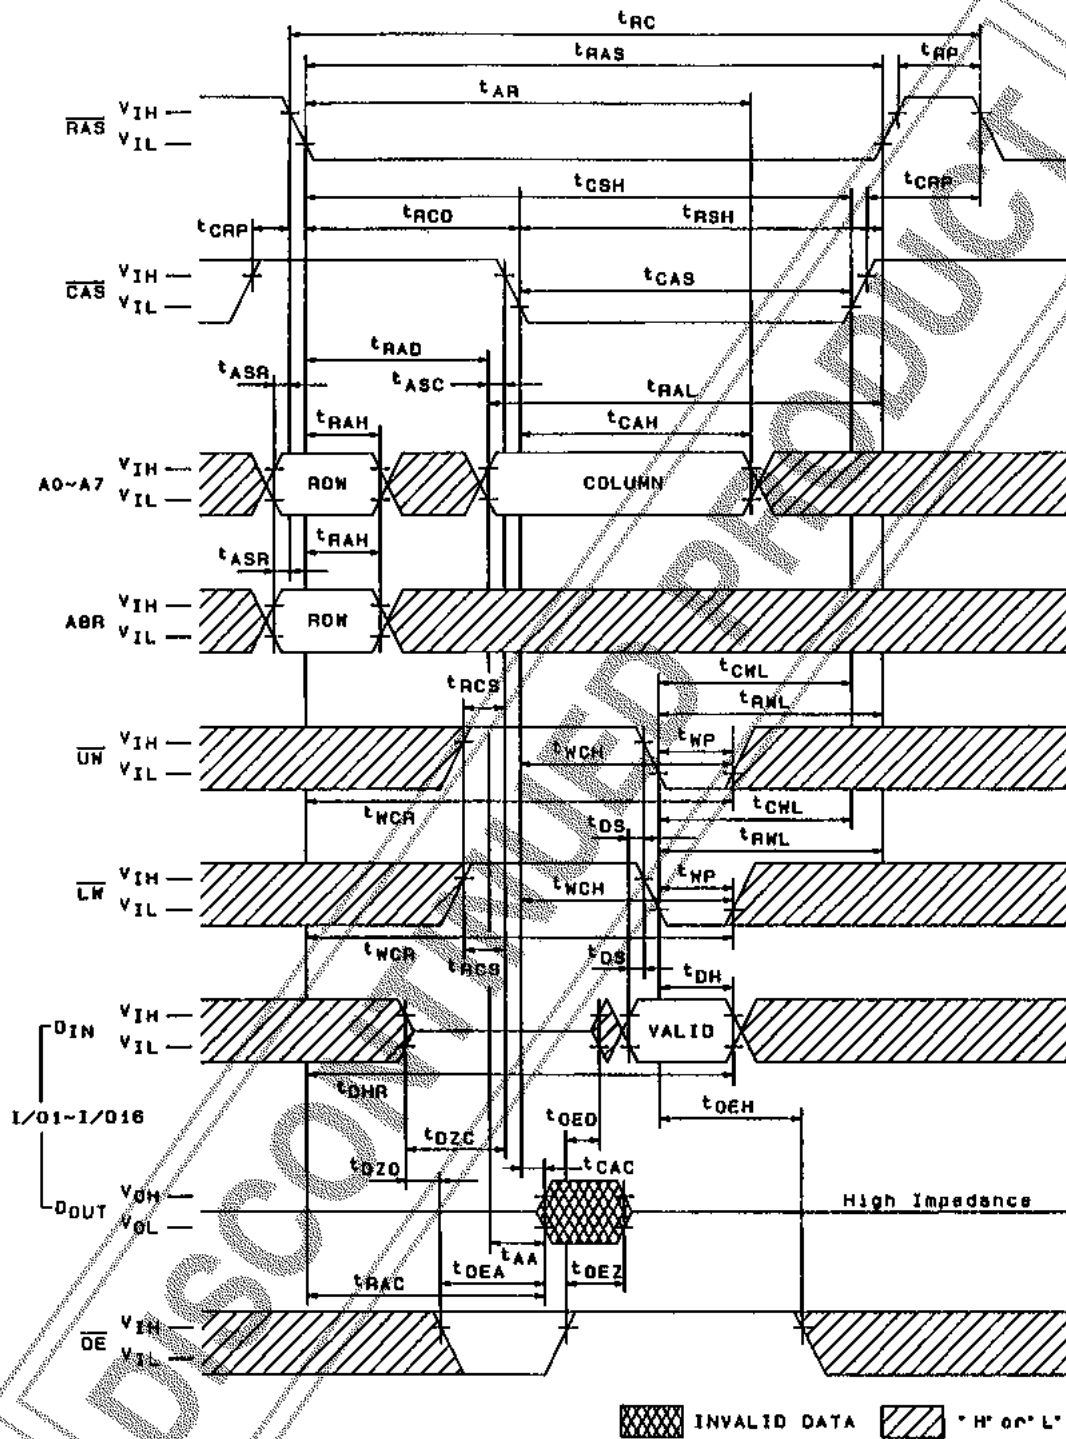 tRC
tRAS
tRP
tAR
RAS VIH
VIL
tCSH
tCRP
tRCD
tRSH
tCRP
CAS VIH
VIL
tCAS
tRAD
tASR
tASC
tRAL
tRAH
tCAH
A0~A7 VIH
VIL
ROW
COLUMN
tASR
tRAH
A8R VIH
VIL
ROW
tRCS
tCWL
tRWL
UW VIH
VIL
tWCH
tWP
tWCR
tCWL
tDS
tRWL
LW VIH
VIL
tWCH
tWP
tWCR
tRCS
tDS
tDH
DIN VIH
VIL
VALID
tDHR
I/O1~I/O16
tOED
tOEH
tDZC
tDZO
tCAC
DOUT VOH
VOL
High Impedance
tAA
tOEA
tOEZ
tRAC
OE VIH
VIL
INVALID DATA
"H" or "L"
DISCONTINUED PRODUCT